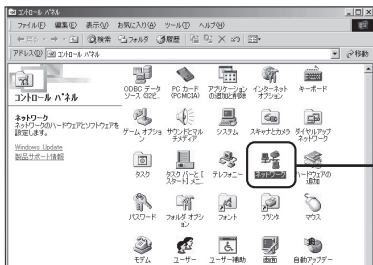 コントロール パネル
ファイル(F) 編集(E) 表示(V) お気に入り(A) ツール(T) ヘルプ(H)
検索 フォルダ 履歴
アドレス(D) コントロール パネル 移動
コントロール パネル
ネットワーク
ネットワークのハードウェアとソフトウェアを設定します。
Windows Update
製品サポート情報
ODBC データ ソース (32ビ... PC カード (PCMCIA) アプリケーションの追加と削除 インターネット オプション キーボード
ゲーム オプション サウンドとマルチメディア システム スキャナとカメラ ダイヤルアップ ネットワーク
タスク タスク バーと [スタート] メニ... テレフォニー ネットワーク ハードウェアの追加
パスワード フォルダ オプション フォント プリンタ マウス
モデム ユーザー ユーザー補助 画面 自動アップデー